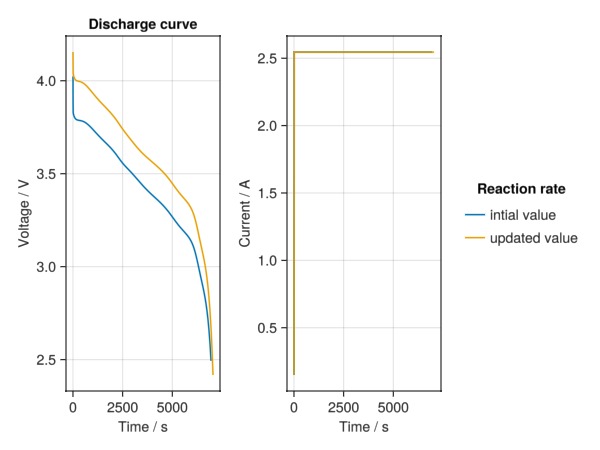 Discharge curve
4.0
3.5
3.0
2.5
Voltage / V
0 2500 5000
Time / s
2.5
2.0
1.5
1.0
0.5
Current / A
0 2500 5000
Time / s
Reaction rate
intial value
updated value